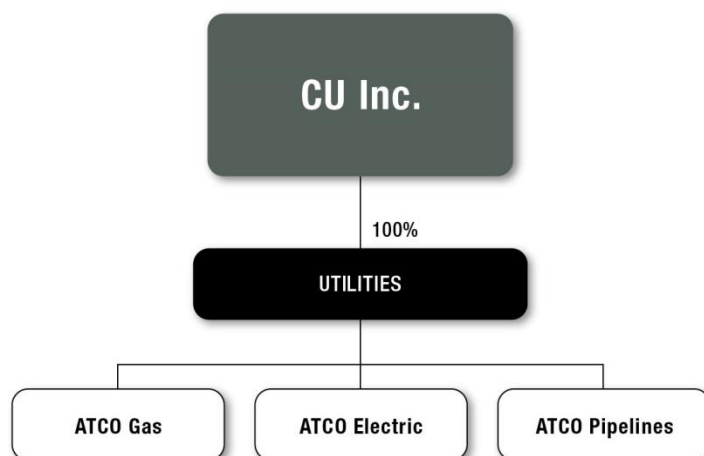 CU Inc.
100%
UTILITIES
ATCO Gas
ATCO Electric
ATCO Pipelines